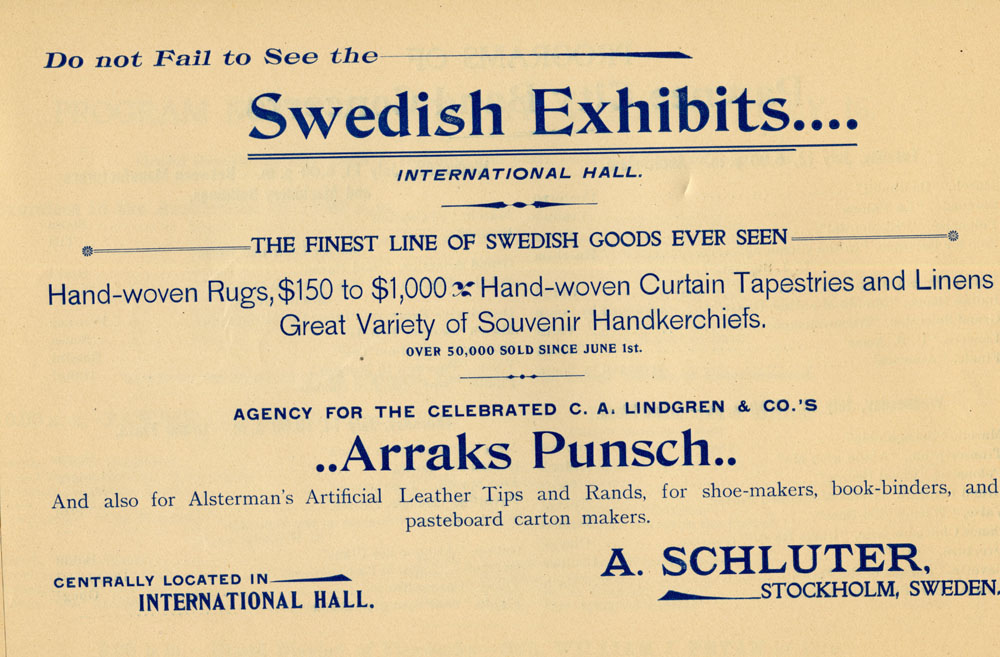 Do not Fail to See the
Swedish Exhibits....
INTERNATIONAL HALL.
THE FINEST LINE OF SWEDISH GOODS EVER SEEN
Hand-woven Rugs, $150 to $1,000 Hand-woven Curtain Tapestries and Linens
Great Variety of Souvenir Handkerchiefs.
OVER 50,000 SOLD SINCE JUNE 1st.
AGENCY FOR THE CELEBRATED C. A. LINDGREN & CO.'S
..Arraks Punsch..
And also for Alsterman's Artificial Leather Tips and Rands, for shoe-makers, book-binders, and
pasteboard carton makers.
A. SCHLUTER,
STOCKHOLM, SWEDEN.
CENTRALLY LOCATED IN
INTERNATIONAL HALL.